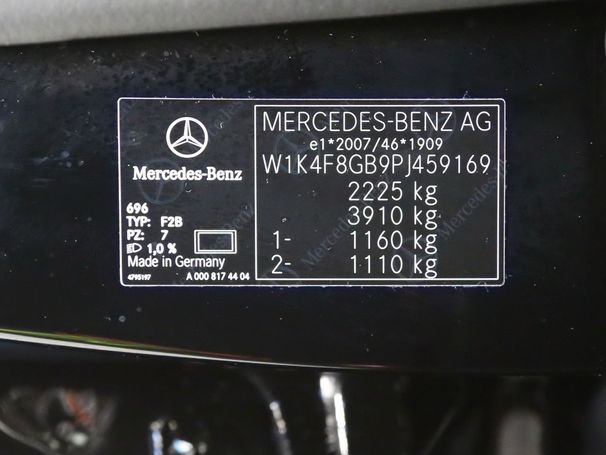 Mercedes-Benz
696
TYP: F2B
PZ: 7
1,0 %
Made in Germany
4795197
A 000 817 44 04
MERCEDES-BENZ AG
e1*2007/46*1909
W1K4F8GB9PJ459169
2225 kg
3910 kg
1- 1160 kg
2- 1110 kg